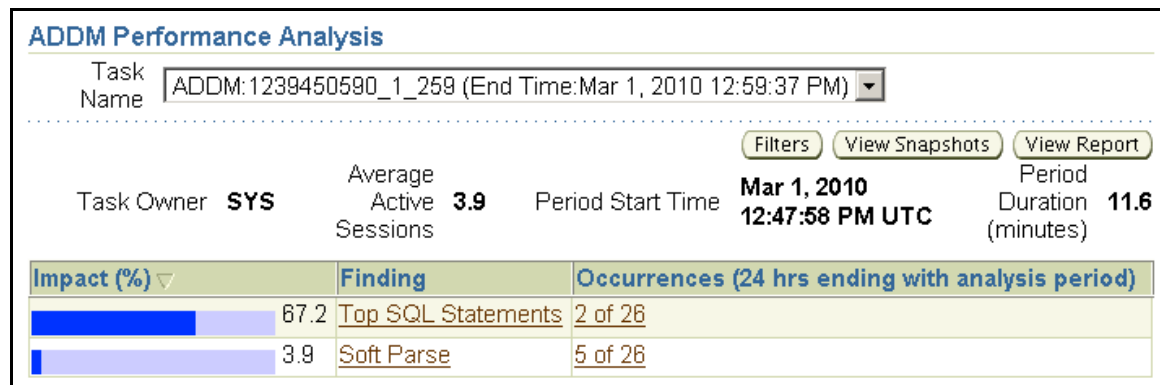 ADDM Performance Analysis
Task Name ADDM:1239450590_1_259 (End Time:Mar 1, 2010 12:59:37 PM)
Filters View Snapshots View Report
Task Owner SYS Average Active Sessions 3.9 Period Start Time Mar 1, 2010 12:47:58 PM UTC Period Duration (minutes) 11.6
Impact (%) Finding Occurrences (24 hrs ending with analysis period)
67.2 Top SQL Statements 2 of 26
3.9 Soft Parse 5 of 26